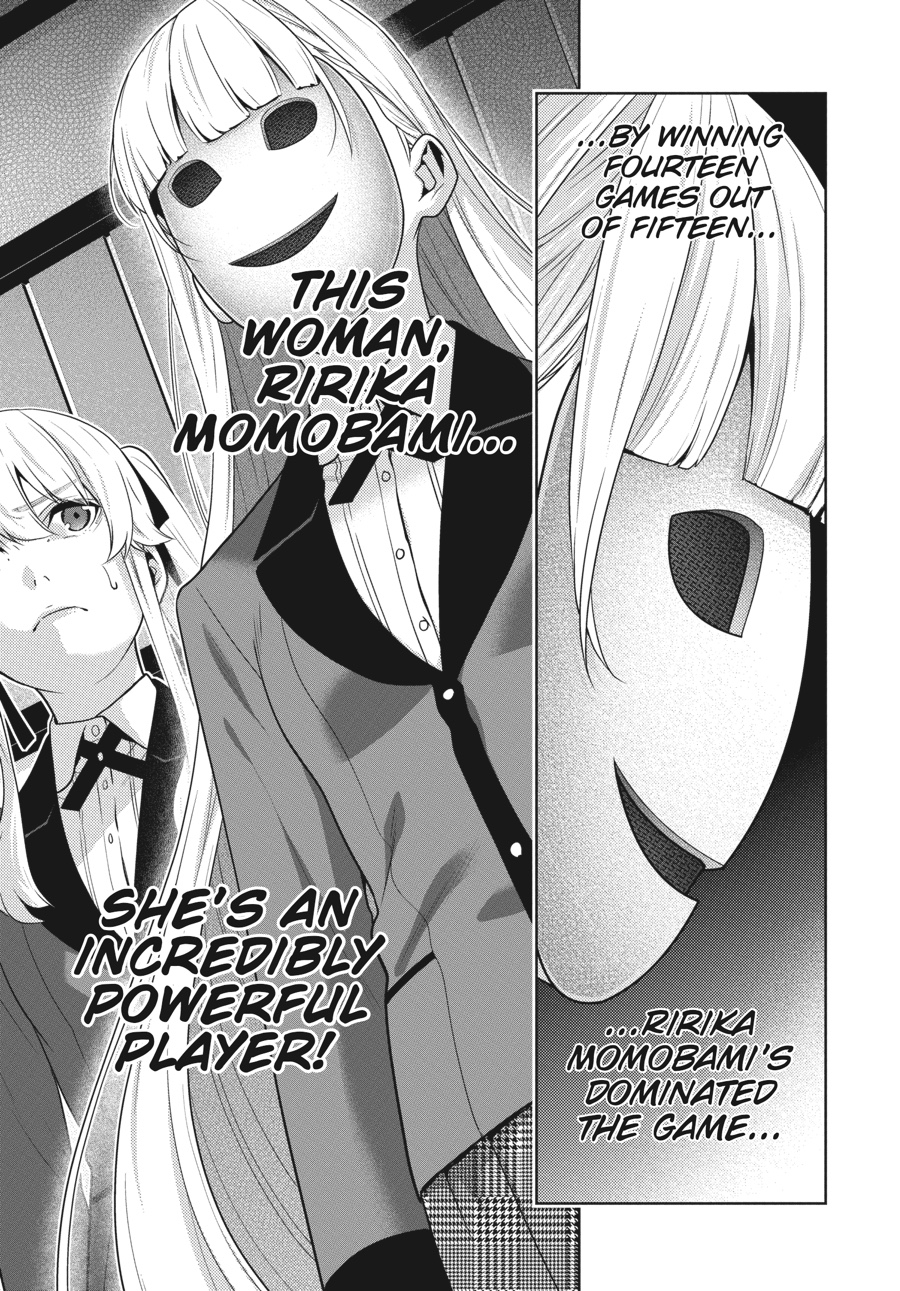 ...BY WINNING
FOURTEEN
GAMES OUT
OF FIFTEEN...
...RIRIKA
MOMOBAMI'S
DOMINATED
THE GAME...
THIS
WOMAN,
RIRIKA
MOMOBAMI...
SHE'S AN
INCREDIBLY
POWERFUL
PLAYER!